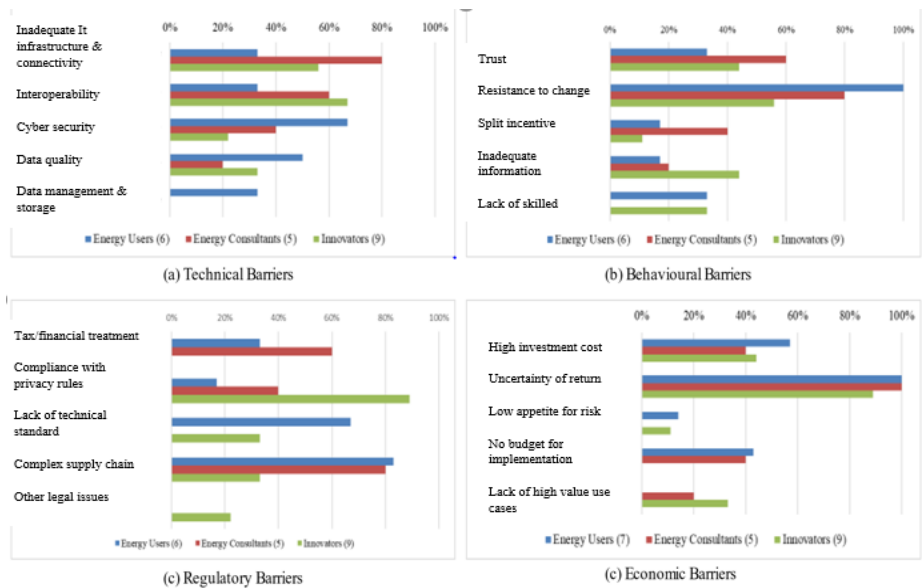 0% 20% 40% 60% 80% 100%
Inadequate It
infrastructure &
connectivity
Interoperability
Cyber security
Data quality
Data management &
storage
Energy Users (6) Energy Consultants (5) Innovators (9)
(a) Technical Barriers
0% 20% 40% 60% 80% 100%
Trust
Resistance to change
Split incentive
Inadequate
information
Lack of skilled
Energy Users (6) Energy Consultants (5) Innovators (9)
(b) Behavioural Barriers
0% 20% 40% 60% 80% 100%
Tax/financial treatment
Compliance with
privacy rules
Lack of technical
standard
Complex supply chain
Other legal issues
Energy Users (6) Energy Consultants (5) Innovators (9)
(c) Regulatory Barriers
0% 20% 40% 60% 80% 100%
High investment cost
Uncertainty of return
Low appetite for risk
No budget for
implementation
Lack of high value use
cases
Energy Users (7) Energy Consultants (5) Innovators (9)
(c) Economic Barriers